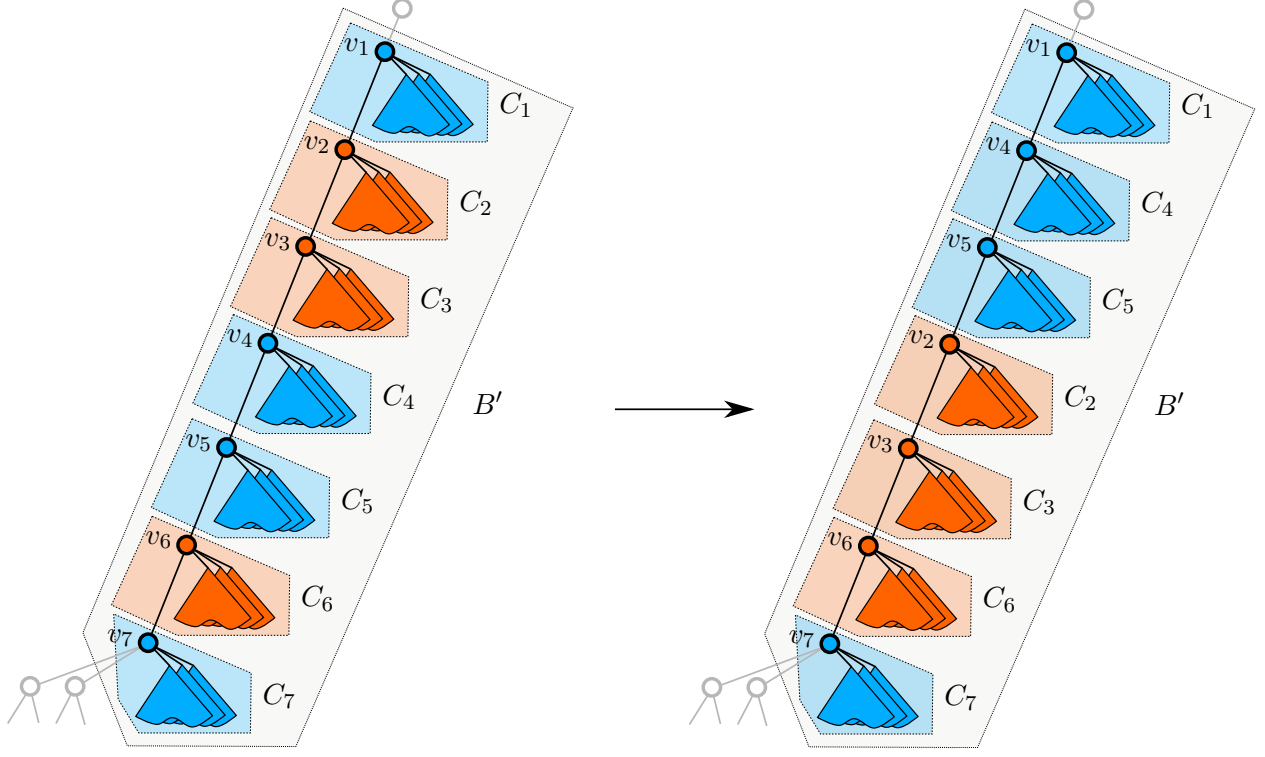 v₁ C₁
v₂ C₂
v₃ C₃
v₄ C₄
B′
v₅ C₅
v₆ C₆
v₇ C₇
v₁ C₁
v₄ C₄
v₅ C₅
v₂ C₂
B′
v₃ C₃
v₆ C₆
v₇ C₇